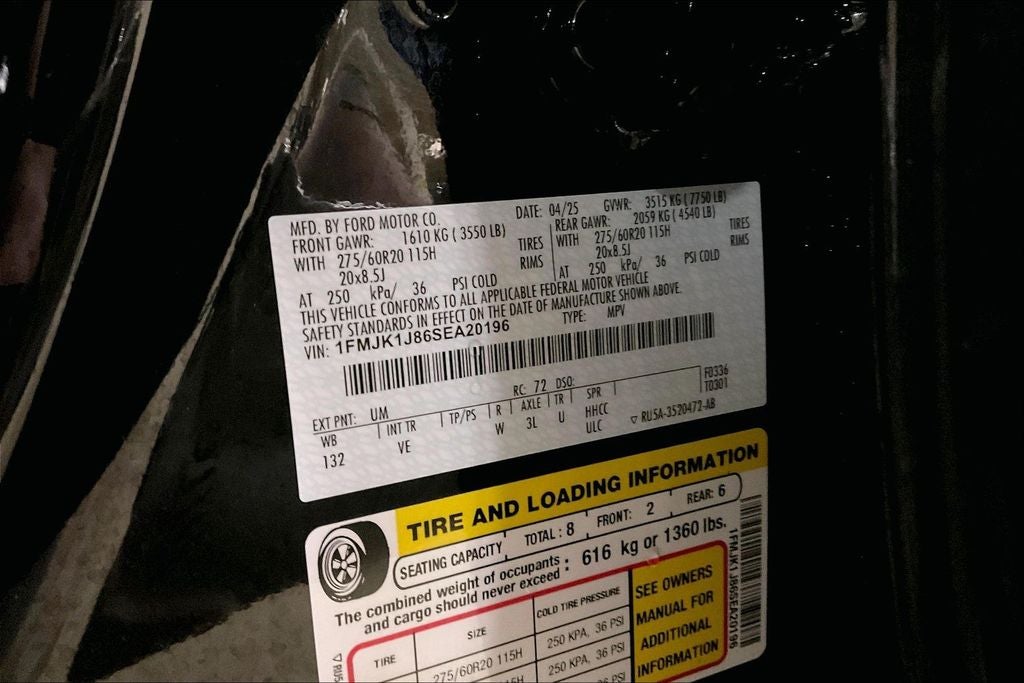 MFD. BY FORD MOTOR CO.
DATE: 04/25 GVWR: 3515 KG ( 7750 LB)
FRONT GAWR: 1610 KG ( 3550 LB)
WITH 275/60R20 115H TIRES
20x8.5J RIMS
AT 250 kPa/ 36 PSI COLD
REAR GAWR: 2059 KG ( 4540 LB)
WITH 275/60R20 115H TIRES
20x8.5J RIMS
AT 250 kPa/ 36 PSI COLD
THIS VEHICLE CONFORMS TO ALL APPLICABLE FEDERAL MOTOR VEHICLE
SAFETY STANDARDS IN EFFECT ON THE DATE OF MANUFACTURE SHOWN ABOVE.
VIN: 1FMJK1J86SEA20196 TYPE: MPV
EXT PNT: UM RC: 72 DSO: F0336
T0301
WB INT TR TP/PS R AXLE TR SPR
132 VE W 3L U HHCC
ULC ▽ RU5A-3520472-AB
TIRE AND LOADING INFORMATION
SEATING CAPACITY TOTAL : 8 FRONT: 2 REAR: 6
The combined weight of occupants
and cargo should never exceed : 616 kg or 1360 lbs.
TIRE SIZE COLD TIRE PRESSURE
275/60R20 115H 250 KPA, 36 PSI
250 KPA, 36 PSI
SEE OWNERS
MANUAL FOR
ADDITIONAL
INFORMATION
1FMJK1J86SEA20196